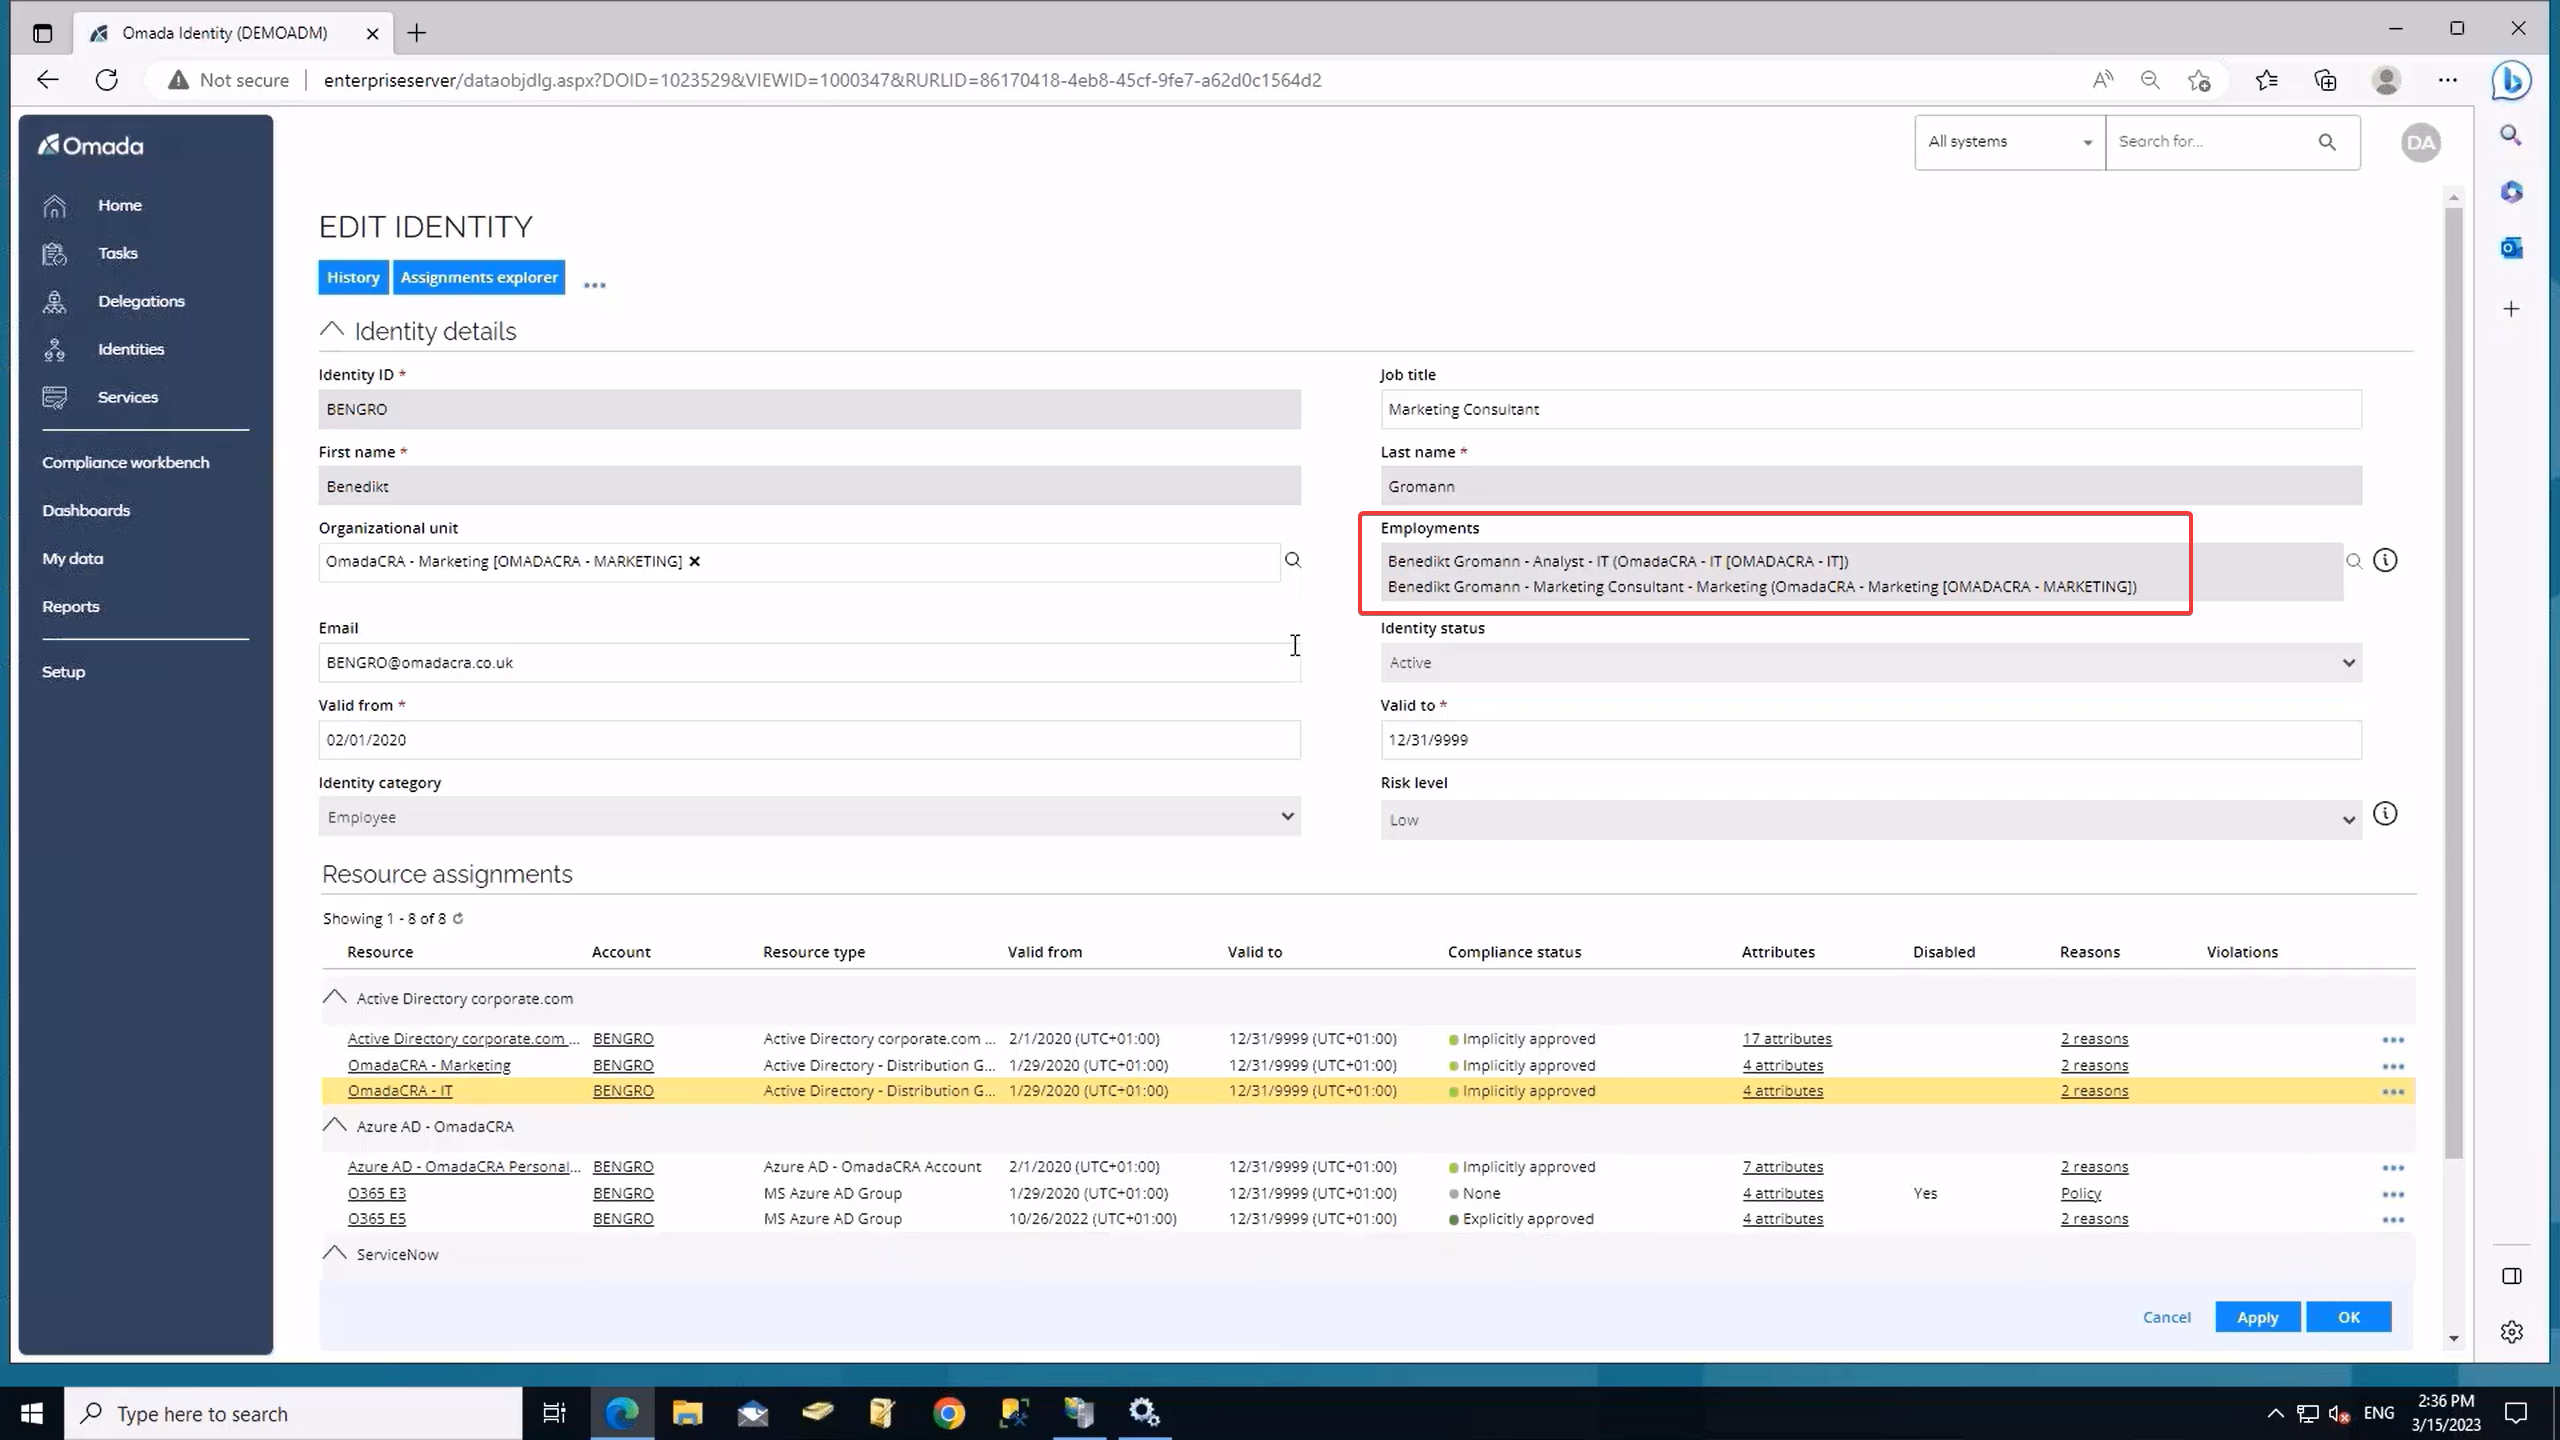 Omada Identity (DEMOADM)
Not secure
enterpriseserver/dataobjdlg.aspx?DOID=1023529&VIEWID=1000347&RURLID=86170418-4eb8-45cf-9fe7-a62d0c1564d2
Omada
All systems
Search for...
DA
Home
Tasks
Delegations
Identities
Services
Compliance workbench
Dashboards
My data
Reports
Setup
EDIT IDENTITY
History
Assignments explorer
Identity details
Identity ID *
BENGRO
Job title
Marketing Consultant
First name *
Benedikt
Last name *
Gromann
Organizational unit
OmadaCRA - Marketing [OMADACRA - MARKETING]
Employments
Benedikt Gromann - Analyst - IT (OmadaCRA - IT [OMADACRA - IT])
Benedikt Gromann - Marketing Consultant - Marketing (OmadaCRA - Marketing [OMADACRA - MARKETING])
Email
BENGRO@omadacra.co.uk
Identity status
Active
Valid from *
02/01/2020
Valid to *
12/31/9999
Identity category
Employee
Risk level
Low
Resource assignments
Showing 1 - 8 of 8
Resource Account Resource type Valid from Valid to Compliance status Attributes Disabled Reasons Violations
Active Directory corporate.com
Active Directory corporate.com ... BENGRO Active Directory corporate.com ... 2/1/2020 (UTC+01:00) 12/31/9999 (UTC+01:00) Implicitly approved 17 attributes 2 reasons
OmadaCRA - Marketing BENGRO Active Directory - Distribution G... 1/29/2020 (UTC+01:00) 12/31/9999 (UTC+01:00) Implicitly approved 4 attributes 2 reasons
OmadaCRA - IT BENGRO Active Directory - Distribution G... 1/29/2020 (UTC+01:00) 12/31/9999 (UTC+01:00) Implicitly approved 4 attributes 2 reasons
Azure AD - OmadaCRA
Azure AD - OmadaCRA Personal... BENGRO Azure AD - OmadaCRA Account 2/1/2020 (UTC+01:00) 12/31/9999 (UTC+01:00) Implicitly approved 7 attributes 2 reasons
O365 E3 BENGRO MS Azure AD Group 1/29/2020 (UTC+01:00) 12/31/9999 (UTC+01:00) None 4 attributes Yes Policy
O365 E5 BENGRO MS Azure AD Group 10/26/2022 (UTC+01:00) 12/31/9999 (UTC+01:00) Explicitly approved 4 attributes 2 reasons
ServiceNow
Cancel
Apply
OK
Type here to search
ENG
2:36 PM
3/15/2023